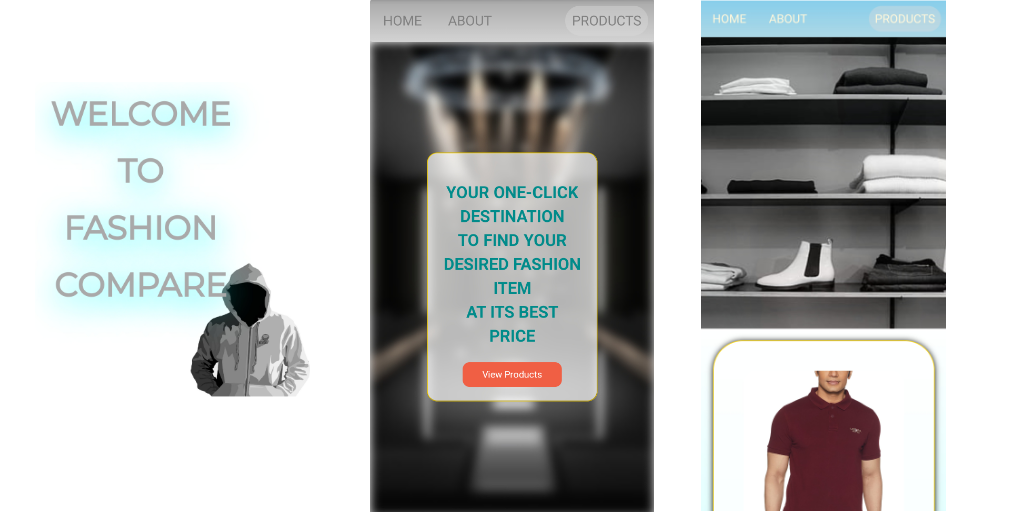 WELCOME
TO
FASHION
COMPARE
HOME ABOUT PRODUCTS
YOUR ONE-CLICK
DESTINATION
TO FIND YOUR
DESIRED FASHION
ITEM
AT ITS BEST
PRICE
View Products
HOME ABOUT PRODUCTS